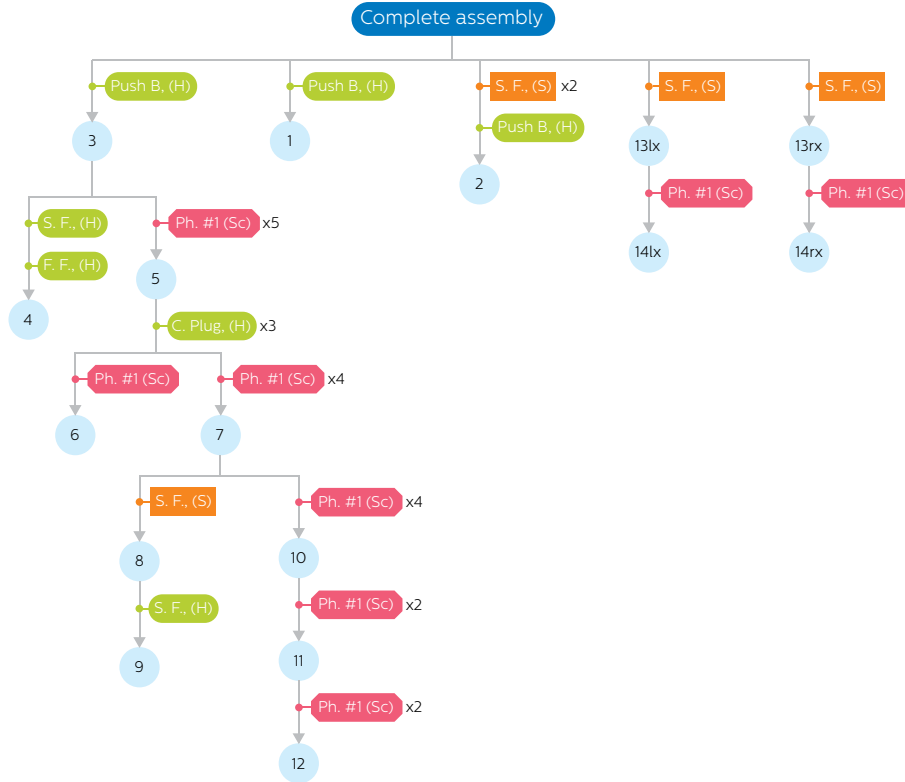 Complete assembly
Push B, (H)
Push B, (H)
S. F., (S) x2
S. F., (S)
S. F., (S)
Push B, (H)
3
1
13lx
13rx
2
Ph. #1 (Sc)
Ph. #1 (Sc)
S. F., (H)
Ph. #1 (Sc) x5
14lx
14rx
F. F., (H)
5
4
C. Plug, (H) x3
Ph. #1 (Sc)
Ph. #1 (Sc) x4
6
7
S. F., (S)
Ph. #1 (Sc) x4
8
10
S. F., (H)
Ph. #1 (Sc) x2
9
11
Ph. #1 (Sc) x2
12